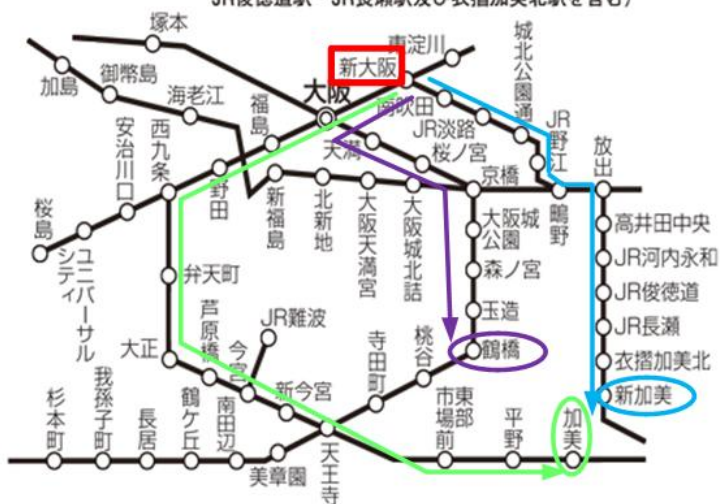 JR俊徳道駅、JR長瀬駅及び衣摺加美北駅を含む）
塚本
東淀川
新大阪
城北公園通
加島
御幣島
海老江
大阪
南吹田
JR淡路
JR野江
放出
福島
天満
桜ノ宮
京橋
鴫野
安治川口
西九条
野田
新福島
北新地
大阪天満宮
大阪城北詰
大阪城公園
高井田中央
桜島
ユニバーサルシティ
弁天町
森ノ宮
JR河内永和
玉造
JR俊徳道
芦原橋
JR難波
JR長瀬
大正
今宮
寺田町
桃谷
鶴橋
衣摺加美北
新今宮
新加美
杉本町
我孫子町
長居
鶴ケ丘
南田辺
美章園
天王寺
東部市場前
平野
加美